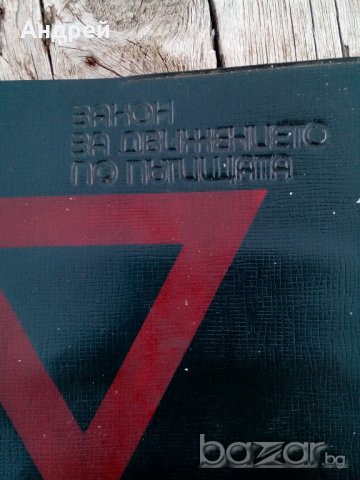 Андрей
ЗАКОН
ЗА ДВИЖЕНИЕТО
ПО ПЪТИЩАТА
bazar.bg